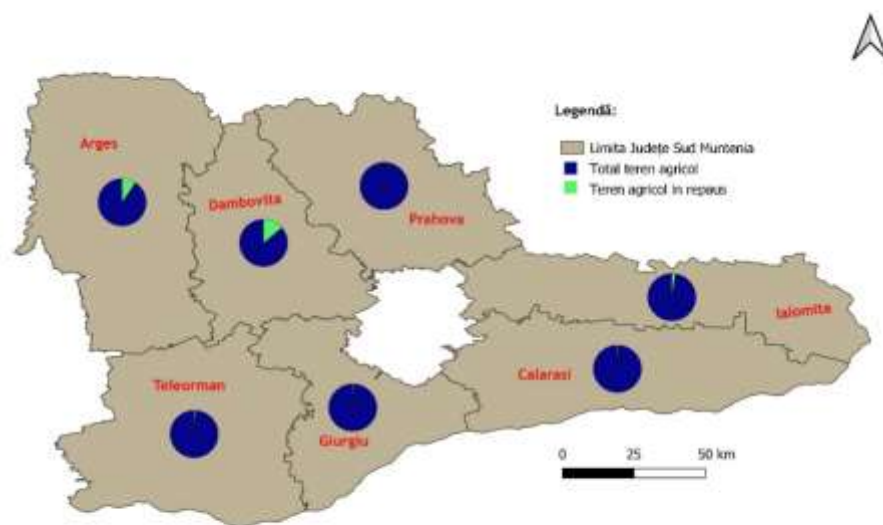 Legendă:
Limita Județe Sud Muntenia
Total teren agricol
Teren agricol in repaus
Arges
Dambovita
Prahova
Ialomita
Calarasi
Teleorman
Giurgiu
0 25 50 km